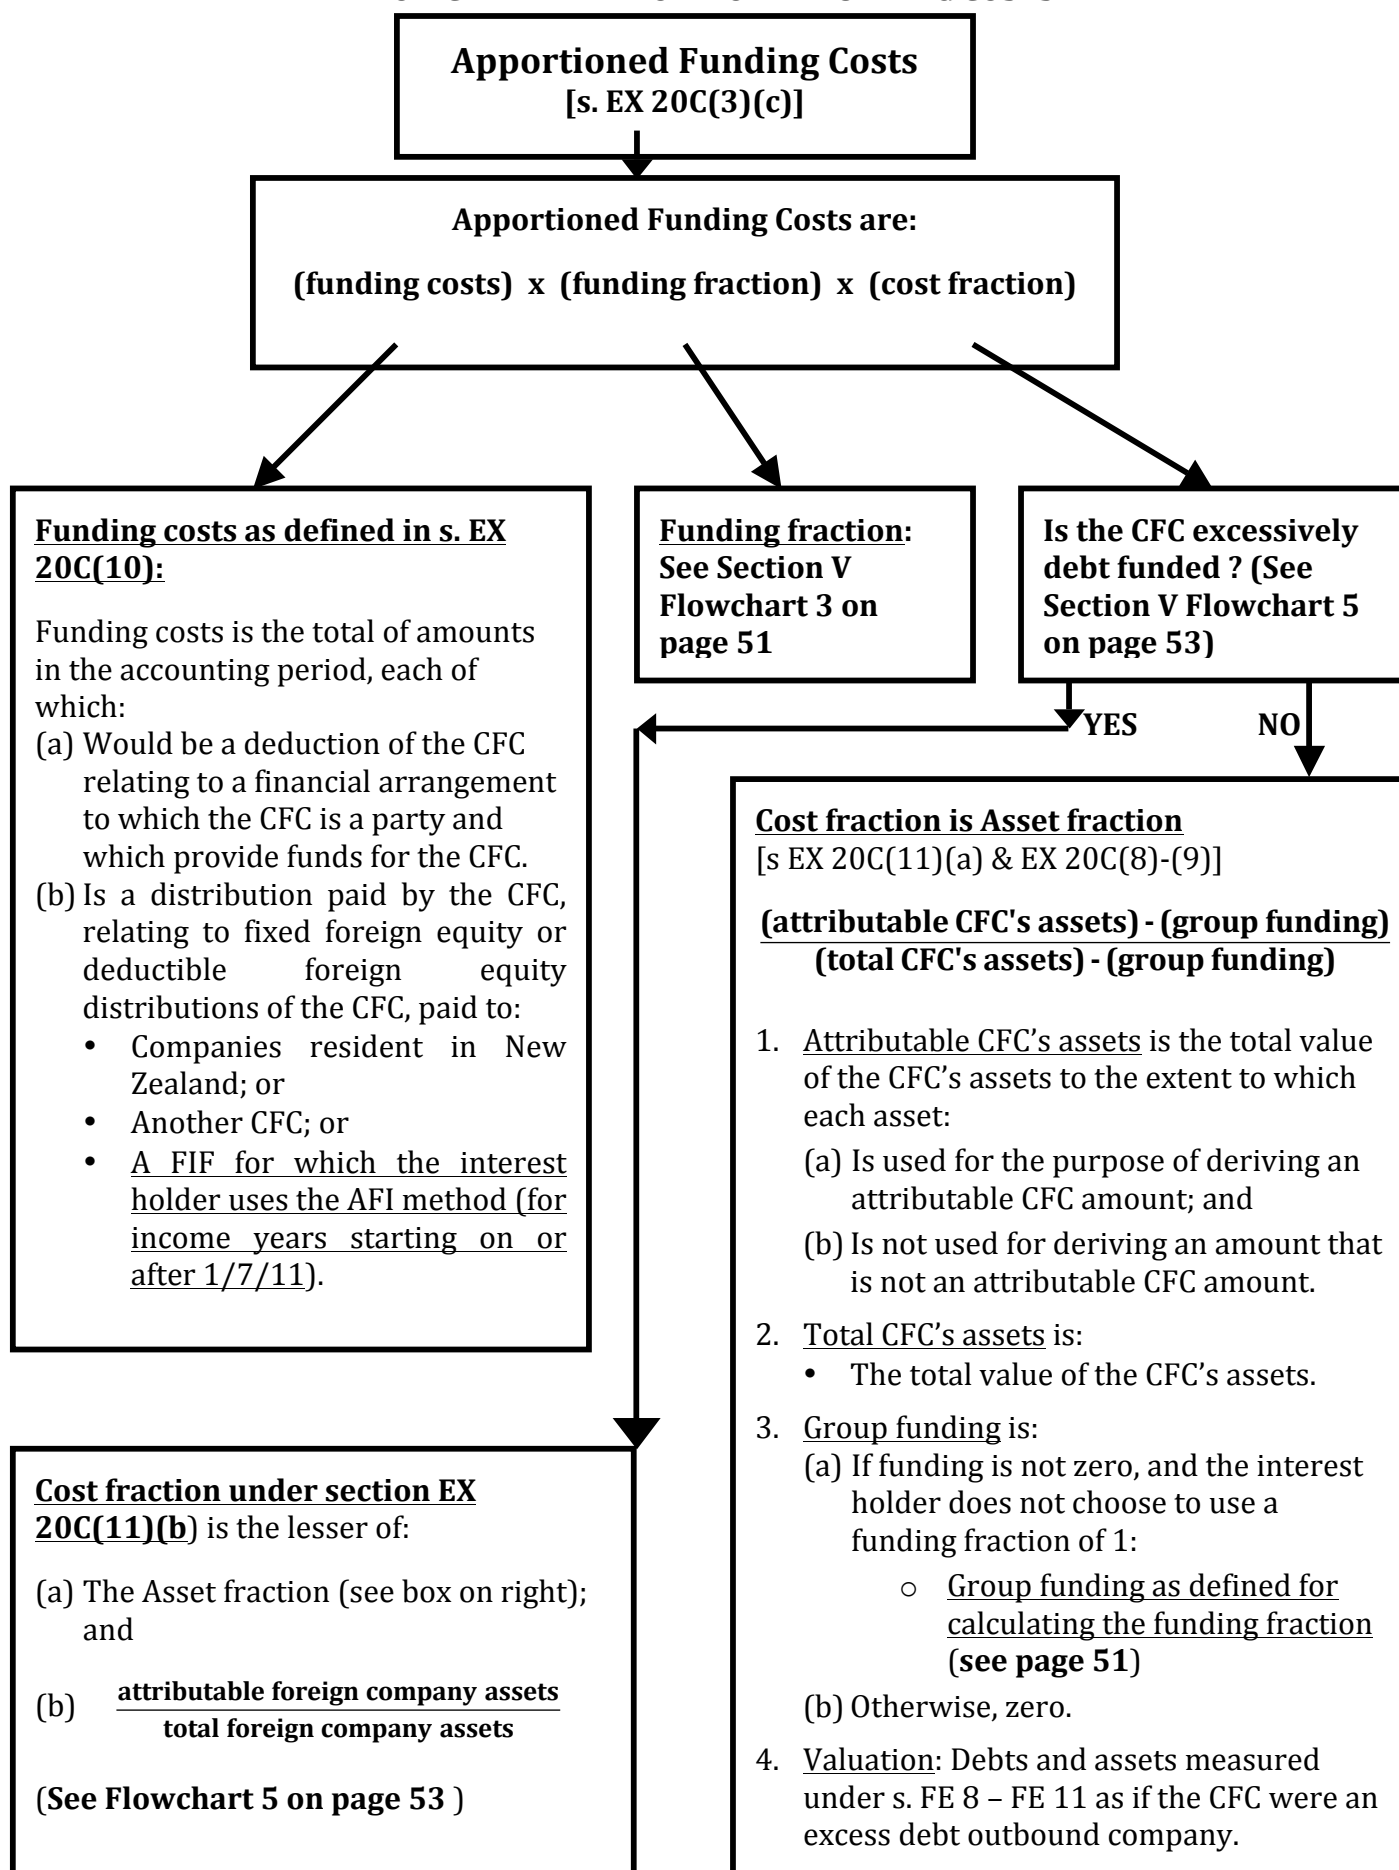 Apportioned Funding Costs
[s. EX 20C(3)(c)]
Apportioned Funding Costs are:
(funding costs) x (funding fraction) x (cost fraction)
Funding costs as defined in s. EX
20C(10):
Funding costs is the total of amounts
in the accounting period, each of
which:
(a) Would be a deduction of the CFC
relating to a financial arrangement
to which the CFC is a party and
which provide funds for the CFC.
(b) Is a distribution paid by the CFC,
relating to fixed foreign equity or
deductible foreign equity
distributions of the CFC, paid to:
• Companies resident in New
Zealand; or
• Another CFC; or
• A FIF for which the interest
holder uses the AFI method (for
income years starting on or
after 1/7/11).
Funding fraction:
See Section V
Flowchart 3 on
page 51
Is the CFC excessively
debt funded ? (See
Section V Flowchart 5
on page 53)
YES
NO
Cost fraction is Asset fraction
[s EX 20C(11)(a) & EX 20C(8)-(9)]
(attributable CFC's assets) - (group funding)
(total CFC's assets) - (group funding)
1. Attributable CFC’s assets is the total value
of the CFC’s assets to the extent to which
each asset:
(a) Is used for the purpose of deriving an
attributable CFC amount; and
(b) Is not used for deriving an amount that
is not an attributable CFC amount.
2. Total CFC’s assets is:
• The total value of the CFC’s assets.
3. Group funding is:
(a) If funding is not zero, and the interest
holder does not choose to use a
funding fraction of 1:
o Group funding as defined for
calculating the funding fraction
(see page 51)
(b) Otherwise, zero.
4. Valuation: Debts and assets measured
under s. FE 8 – FE 11 as if the CFC were an
excess debt outbound company.
Cost fraction under section EX
20C(11)(b) is the lesser of:
(a) The Asset fraction (see box on right);
and
(b) attributable foreign company assets
total foreign company assets
(See Flowchart 5 on page 53 )